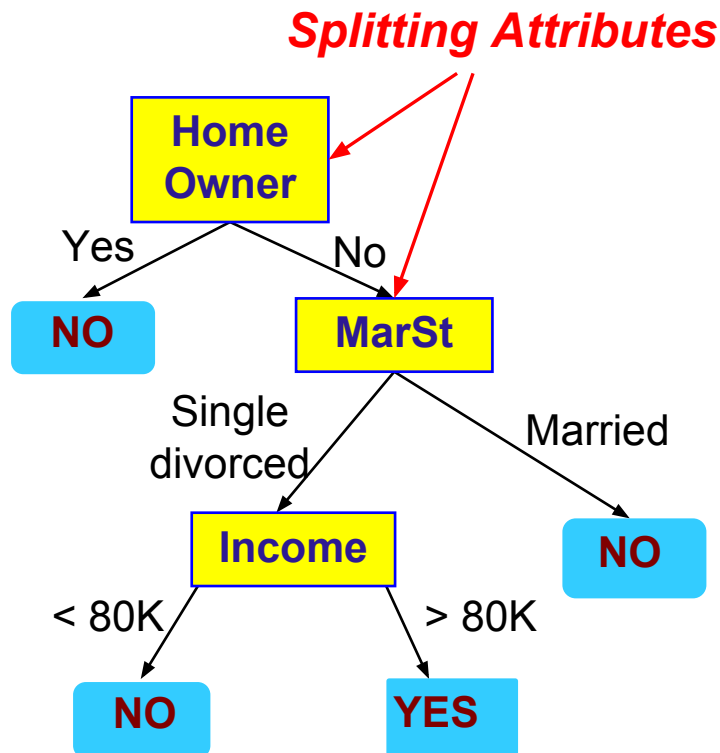 Splitting Attributes
Home
Owner
Yes
No
NO
MarSt
Single
divorced
Married
Income
NO
< 80K
> 80K
NO
YES